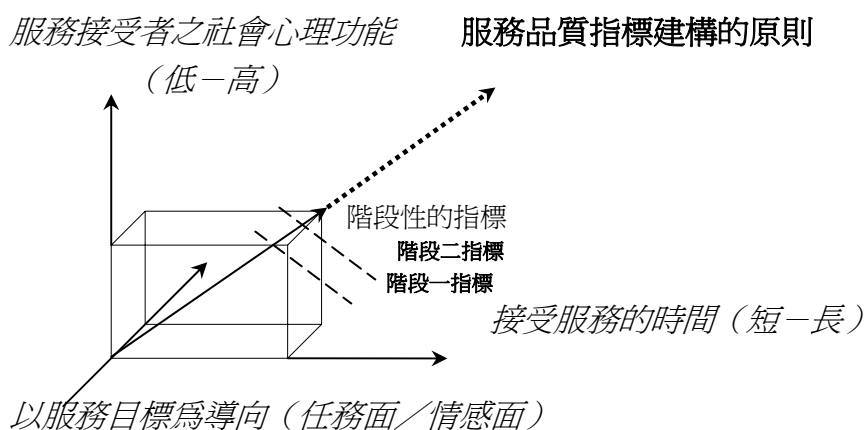 服務接受者之社會心理功能
服務品質指標建構的原則
（低－高）
階段性的指標
階段二指標
階段一指標
接受服務的時間（短－長）
以服務目標為導向（任務面／情感面）